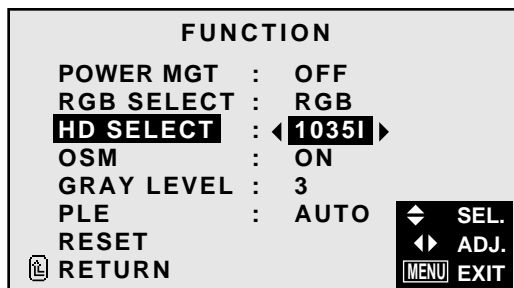 FUNCTION
POWER MGT : OFF
RGB SELECT : RGB
HD SELECT : 1035I
OSM : ON
GRAY LEVEL : 3
PLE : AUTO
RESET
RETURN
SEL.
ADJ.
MENU EXIT